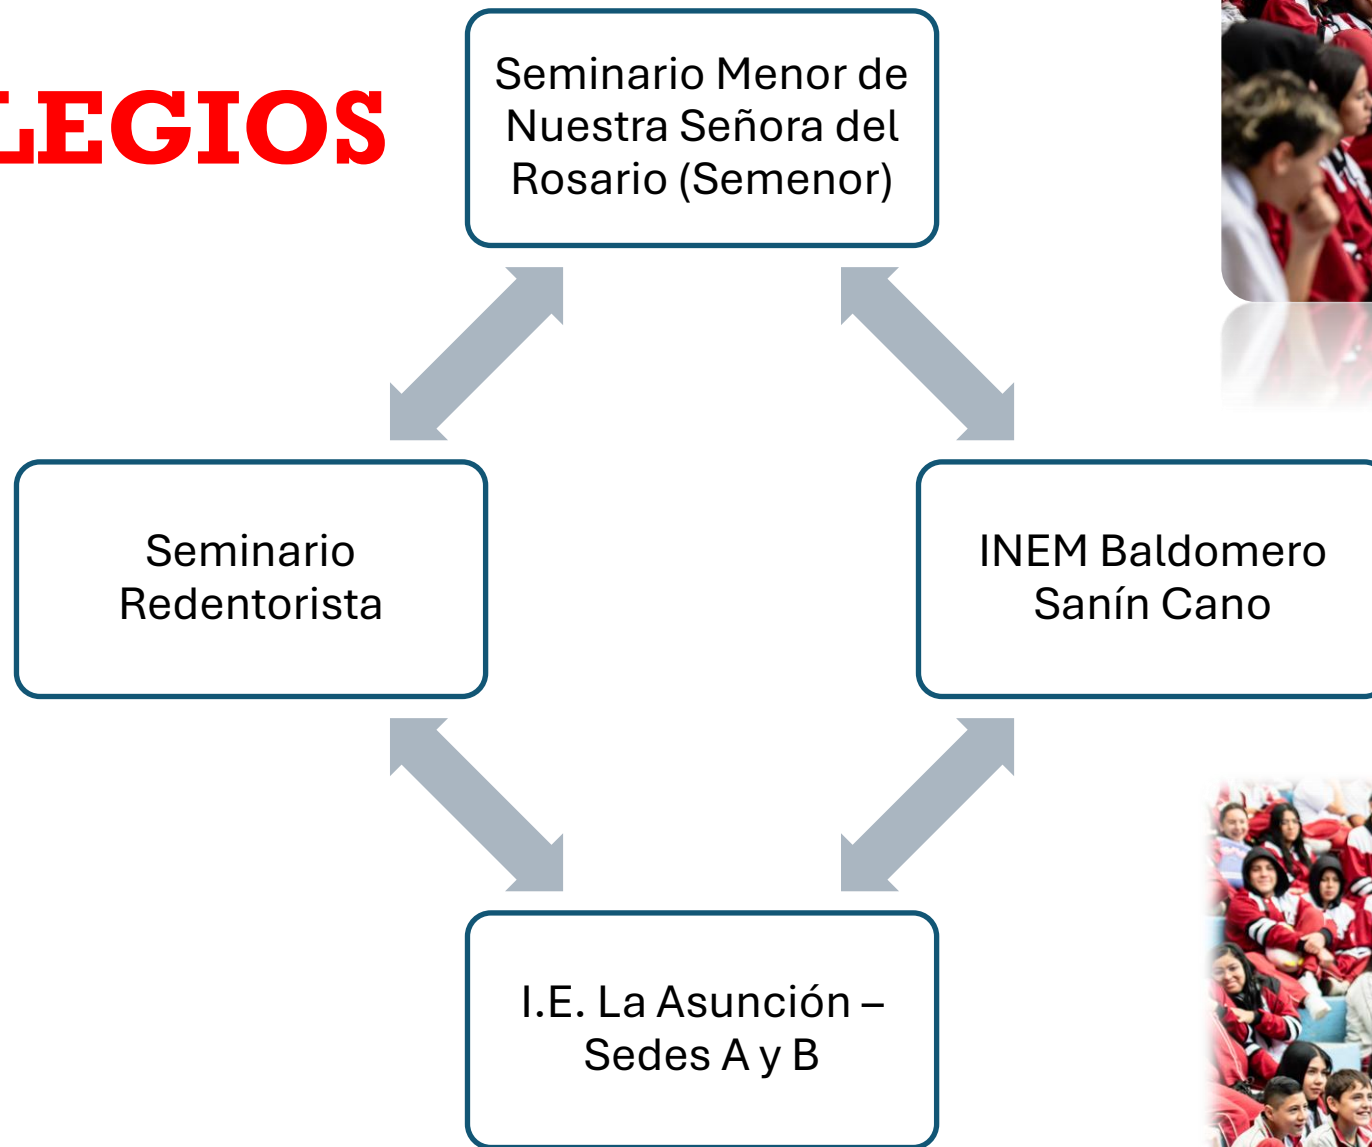 LEGIOS
Seminario Menor de
Nuestra Señora del
Rosario (Semenor)
Seminario
Redentorista
INEM Baldomero
Sanín Cano
I.E. La Asunción –
Sedes A y B